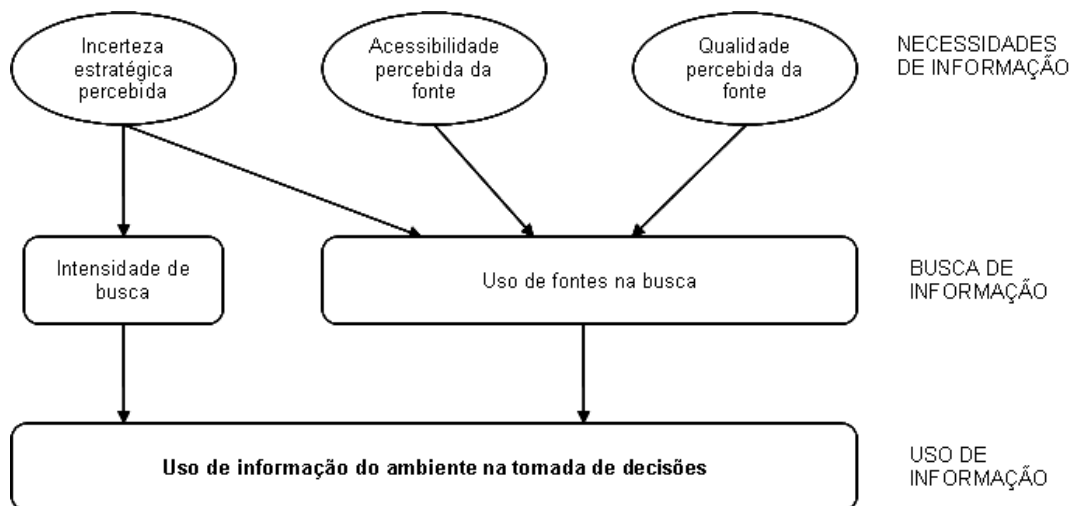 Incerteza
estratégica
percebida
Acessibilidade
percebida da
fonte
Qualidade
percebida da
fonte
NECESSIDADES
DE INFORMAÇÃO
Intensidade de
busca
Uso de fontes na busca
BUSCA DE
INFORMAÇÃO
Uso de informação do ambiente na tomada de decisões
USO DE
INFORMAÇÃO